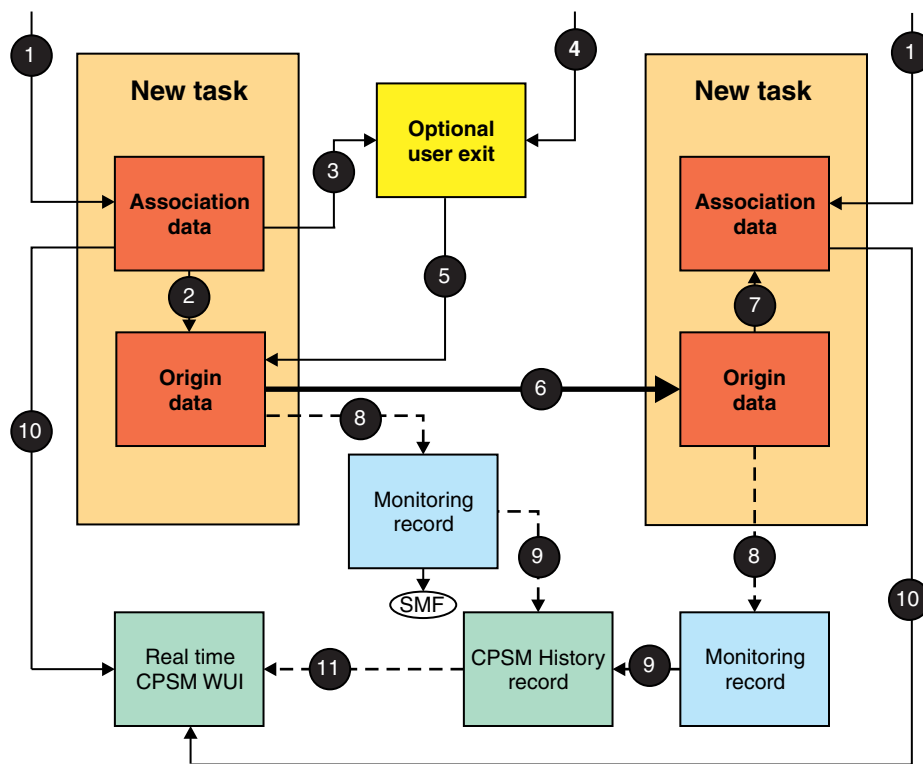 1
4
1
New task
New task
Optional
user exit
3
Association
data
Association
data
5
2
7
Origin
data
6
Origin
data
8
10
Monitoring
record
9
8
SMF
10
Real time
CPSM WUI
11
CPSM History
record
9
Monitoring
record